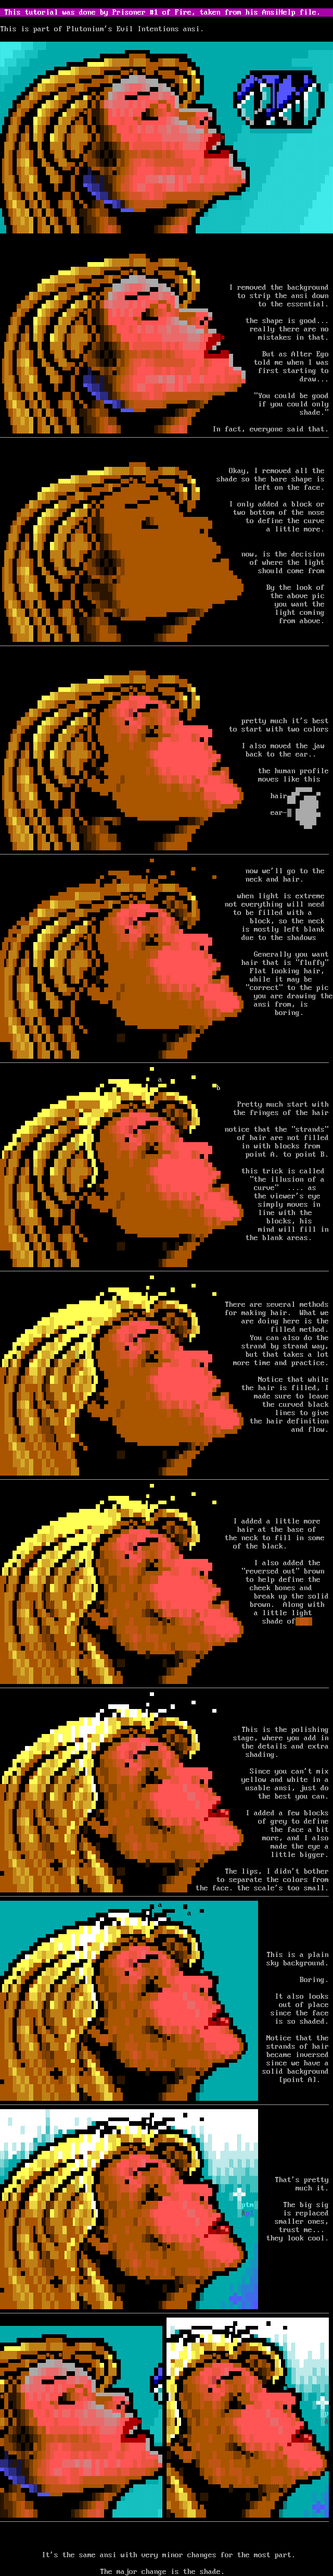 This tutorial was done by Prisoner #1 of Fire, taken from his AnsiHelp file.
This is part of Plutonium's Evil Intentions ansi.
I removed the background
to strip the ansi down
to the essential.
the shape is good...
really there are no
mistakes in that.
But as Alter Ego
told me when I was
first starting to
draw...
"You could be good
if you could only
shade."
In fact, everyone said that.
Okay, I removed all the
shade so the bare shape is
left on the face.
I only added a block or
two bottom of the nose
to define the curve
a little more.
now, is the decision
of where the light
should come from
By the look of
the above pic
you want the
light coming
from above.
pretty much it's best
to start with two colors
I also moved the jaw
back to the ear..
the human profile
moves like this
hair
ear-
now we'll go to the
neck and hair.
when light is extreme
not everything will need
to be filled with a
block, so the neck
is mostly left blank
due to the shadows
Generally you want
hair that is "fluffy"
Flat looking hair,
while it may be
"correct" to the pic
you are drawing the
ansi from, is
boring.
a
b
Pretty much start with
the fringes of the hair
notice that the "strands"
of hair are not filled
in with blocks from
point A. to point B.
this trick is called
"the illusion of a
curve" .... as
the viewer's eye
simply moves in
line with the
blocks, his
mind will fill in
the blank areas.
There are several methods
for making hair. What we
are doing here is the
filled method.
You can also do the
strand by strand way,
but that takes a lot
more time and practice.
Notice that while
the hair is filled, I
made sure to leave
the curved black
lines to give
the hair definition
and flow.
I added a little more
hair at the base of
the neck to fill in some
of the black.
I also added the
"reversed out" brown
to help define the
cheek bones and
break up the solid
brown. Along with
a little light
shade of
This is the polishing
stage, where you add in
the details and extra
shading.
Since you can't mix
yellow and white in a
usable ansi, just do
the best you can.
I added a few blocks
of grey to define
the face a bit
more, and I also
made the eye a
little bigger.
The lips, I didn't bother
to separate the colors from
the face. the scale's too small.
a
a
This is a plain
sky background.
Boring.
It also looks
out of place
since the face
is so shaded.
Notice that the
strands of hair
became inversed
since we have a
solid background
[point A].
That's pretty
much it.
The big sig
is replaced
smaller ones,
trust me...
they look cool.
It's the same ansi with very minor changes for the most part.
The major change is the shade.